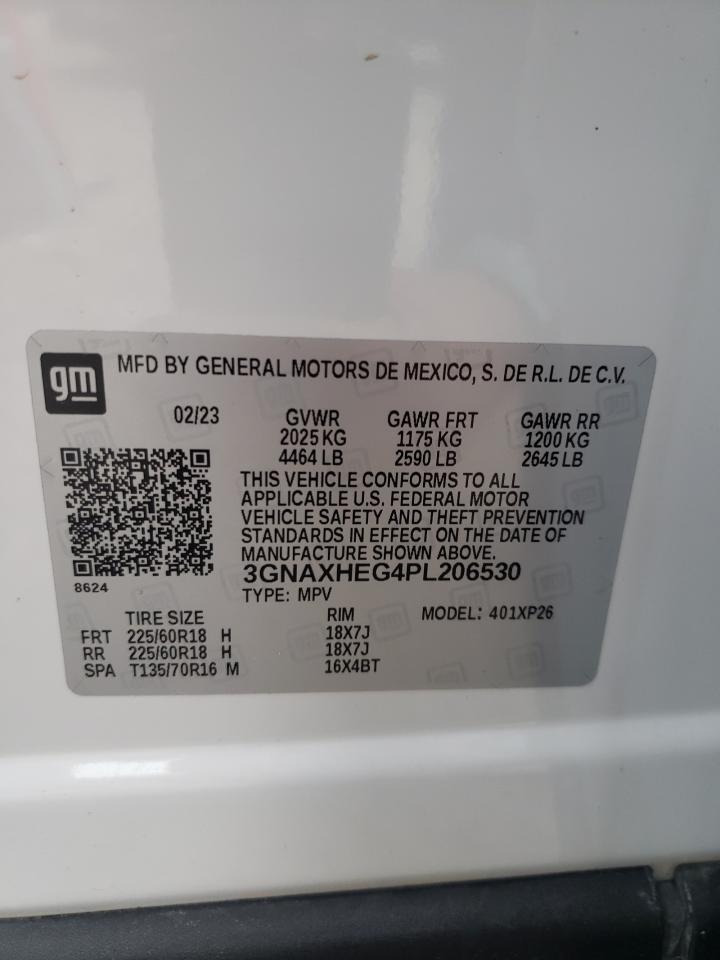 gm
MFD BY GENERAL MOTORS DE MEXICO, S. DE R.L. DE C.V.
02/23 GVWR GAWR FRT GAWR RR
2025 KG 1175 KG 1200 KG
4464 LB 2590 LB 2645 LB
THIS VEHICLE CONFORMS TO ALL
APPLICABLE U.S. FEDERAL MOTOR
VEHICLE SAFETY AND THEFT PREVENTION
STANDARDS IN EFFECT ON THE DATE OF
MANUFACTURE SHOWN ABOVE.
3GNAXHEG4PL206530
8624
TYPE: MPV
TIRE SIZE RIM MODEL: 401XP26
FRT 225/60R18 H 18X7J
RR 225/60R18 H 18X7J
SPA T135/70R16 M 16X4BT